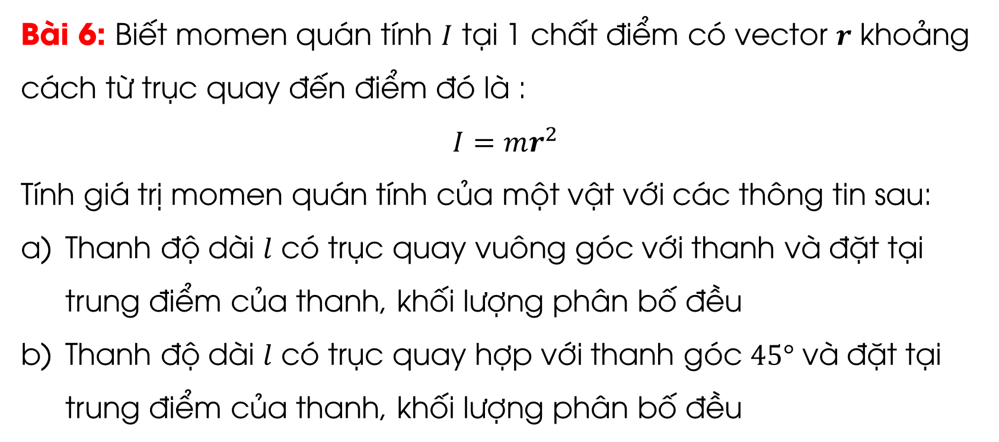 Bài 6: Biết momen quán tính I tại 1 chất điểm có vector r khoảng
cách từ trục quay đến điểm đó là :
I = mr²
Tính giá trị momen quán tính của một vật với các thông tin sau:
a) Thanh độ dài l có trục quay vuông góc với thanh và đặt tại
trung điểm của thanh, khối lượng phân bố đều
b) Thanh độ dài l có trục quay hợp với thanh góc 45° và đặt tại
trung điểm của thanh, khối lượng phân bố đều